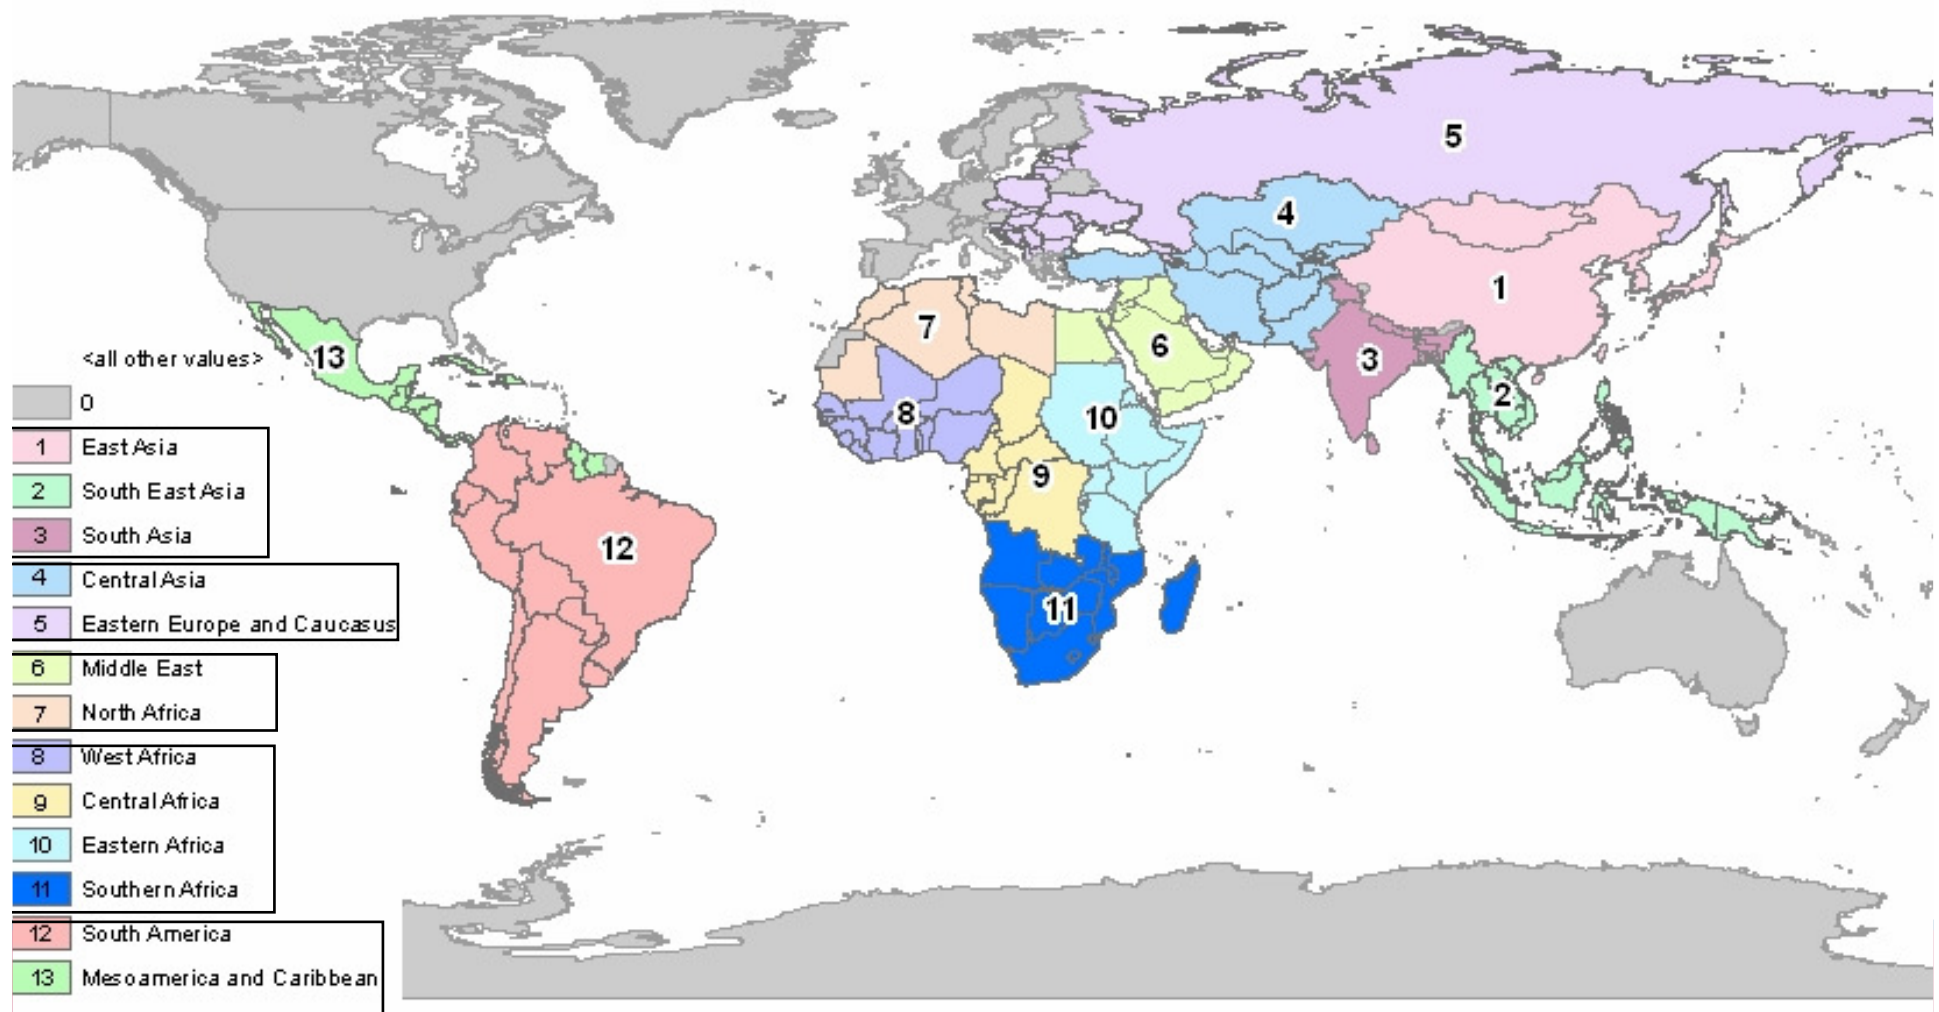 5
4
1
7
6
3
13
2
8
10
9
12
11
<all other values>
0
1 East Asia
2 South East Asia
3 South Asia
4 Central Asia
5 Eastern Europe and Caucasus
6 Middle East
7 North Africa
8 West Africa
9 Central Africa
10 Eastern Africa
11 Southern Africa
12 South America
13 Mesoamerica and Caribbean